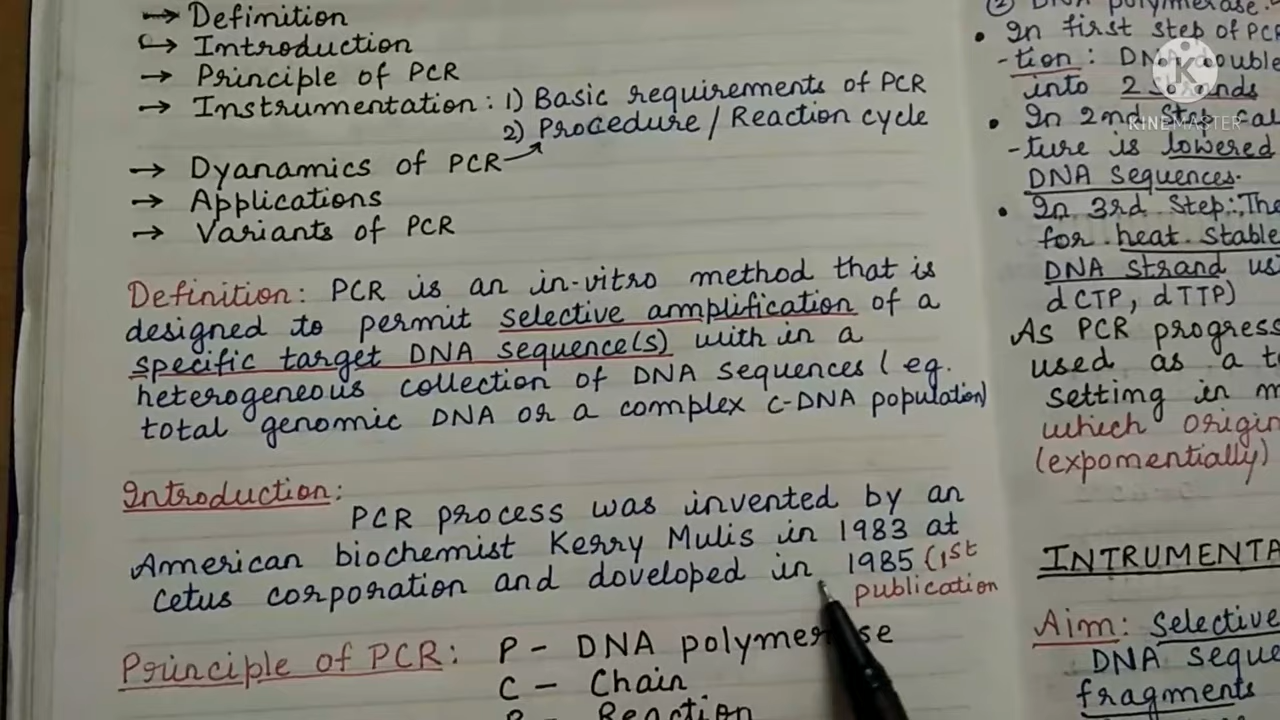 → Definition
↪ Introduction
→ Principle of PCR
→ Instrumentation: 1) Basic requirements of PCR
2) Procedure / Reaction cycle
→ Dyanamics of PCR
→ Applications
→ Variants of PCR
Definition: PCR is an in-vitro method that is
designed to permit selective amplification of a
specific target DNA sequence(s) with in a
heterogeneous collection of DNA sequences (eg.
total genomic DNA or a complex c-DNA population)
Introduction:
PCR process was invented by an
American biochemist Kerry Mulis in 1983 at
Cetus corporation and doveloped in 1985 (1st
publication
Principle of PCR: P - DNA polymerase
C - Chain
Reaction
② DNA polymerase.
• In first step of PCR
-tion: DNA double
into 2
• In 2nd Step
-ture is lowered
DNA sequences.
• In 3rd Step: The
for heat stable
DNA strand
dCTP, dTTP)
As PCR progress
used as a
setting in
which origin
(expomentially)
INTRUMENTA
Aim: Selective
DNA seque
fragments
K
KINEMASTER